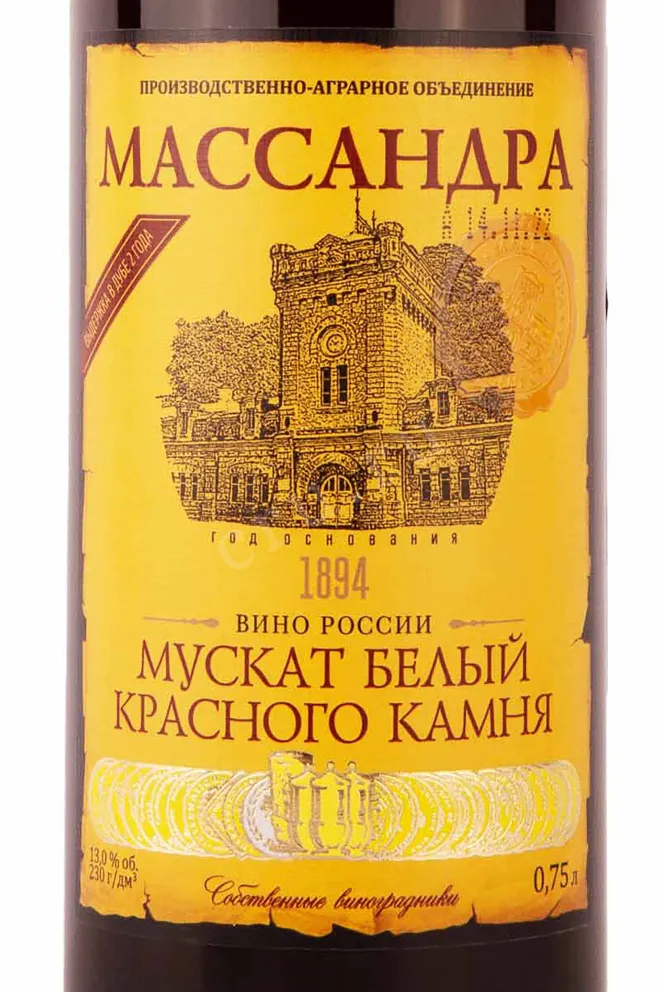 ПРОИЗВОДСТВЕННО-АГРАРНОЕ ОБЪЕДИНЕНИЕ
МАССАНДРА
А 14.11.22
ВЫДЕРЖКА В ДУБЕ 2 ГОДА
ГОД ОСНОВАНИЯ
1894
ВИНО РОССИИ
МУСКАТ БЕЛЫЙ
КРАСНОГО КАМНЯ
13,0 % об.
230 г/дм³
Собственные виноградники
0,75 л